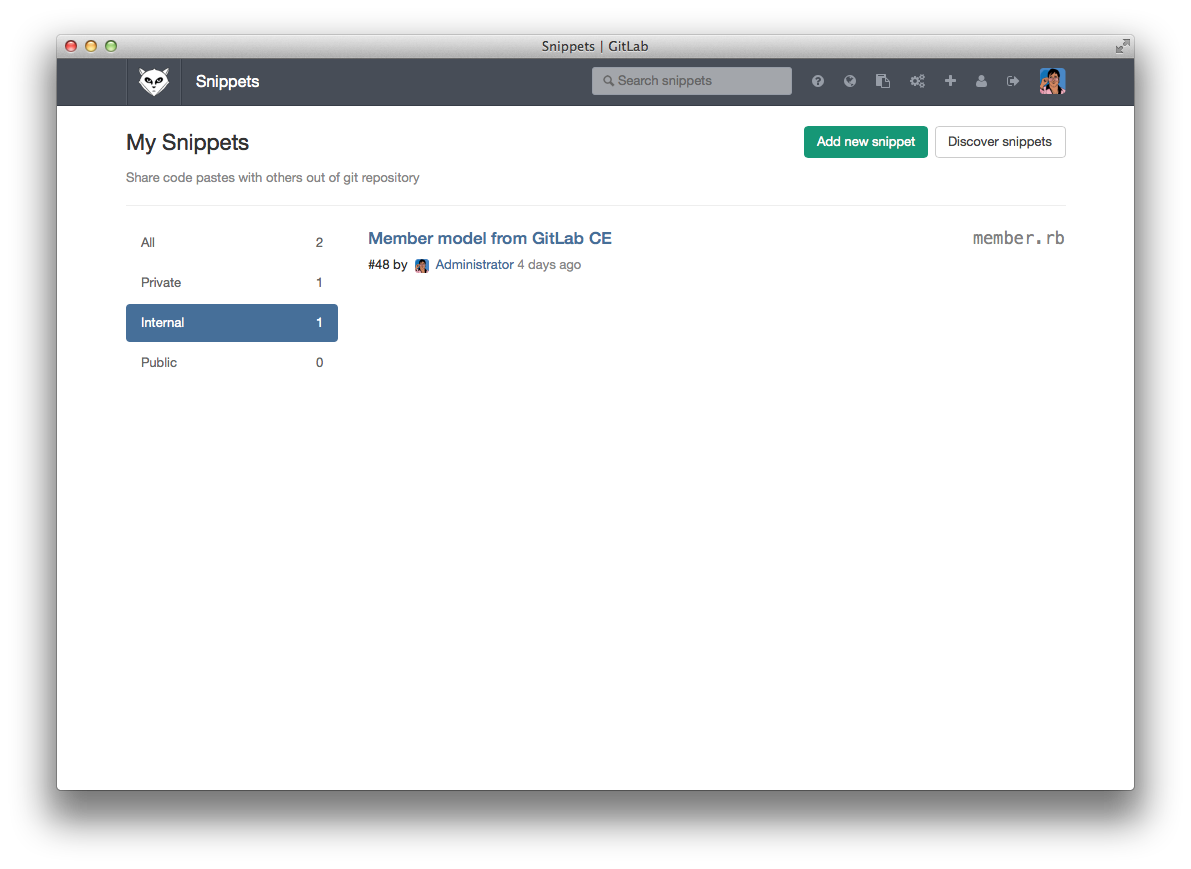 Snippets | GitLab
Snippets
Search snippets
My Snippets
Add new snippet
Discover snippets
Share code pastes with others out of git repository
All 2
Private 1
Internal 1
Public 0
Member model from GitLab CE
member.rb
#48 by Administrator 4 days ago